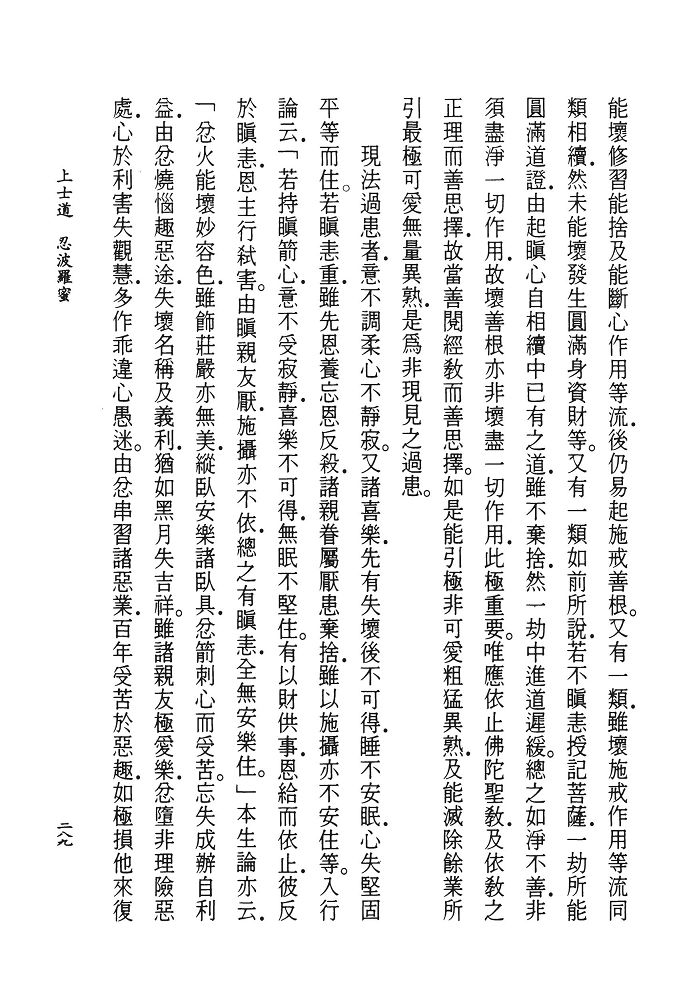 能壞修習能捨及能斷心作用等流．後仍易起施戒善根。又有一類．雖壞施戒作用等流同
類相續．然未能壞發生圓滿身資財等。又有一類如前所說．若不瞋恚授記菩薩．一劫所能
圓滿道證．由起瞋心自相續中已有之道．雖不棄捨．然一劫中進道遲緩。總之如淨不善．非
須盡淨一切作用．故壞善根亦非壞盡一切作用．此極重要。唯應依止佛陀聖教．及依教之
正理而善思擇．故當善閱經教而善思擇。如是能引極非可愛粗猛異熟．及能滅除餘業所
引最極可愛無量異熟．是為非現見之過患。
現法過患者．意不調柔心不靜寂。又諸喜樂．先有失壞後不可得．睡不安眠．心失堅固
平等而住。若瞋恚重．雖先恩養忘恩反殺．諸親眷屬厭患棄捨．雖以施攝亦不安住等。入行
論云．「若持瞋箭心．意不受寂靜．喜樂不可得．無眠不堅住。有以財供事．恩給而依止．彼反
於瞋恚．恩主行弒害。由瞋親友厭．施攝亦不依．總之有瞋恚．全無安樂住。」本生論亦云．
「忿火能壞妙容色．雖飾莊嚴亦無美．縱臥安樂諸臥具．忿箭刺心而受苦。忘失成辦自利
益．由忿燒惱趣惡途．失壞名稱及義利．猶如黑月失吉祥。雖諸親友極愛樂．忿墮非理險惡
處．心於利害失觀慧．多作乖違心愚迷。由忿串習諸惡業．百年受苦於惡趣．如極損他來復
上士道　忍波羅蜜
二八九